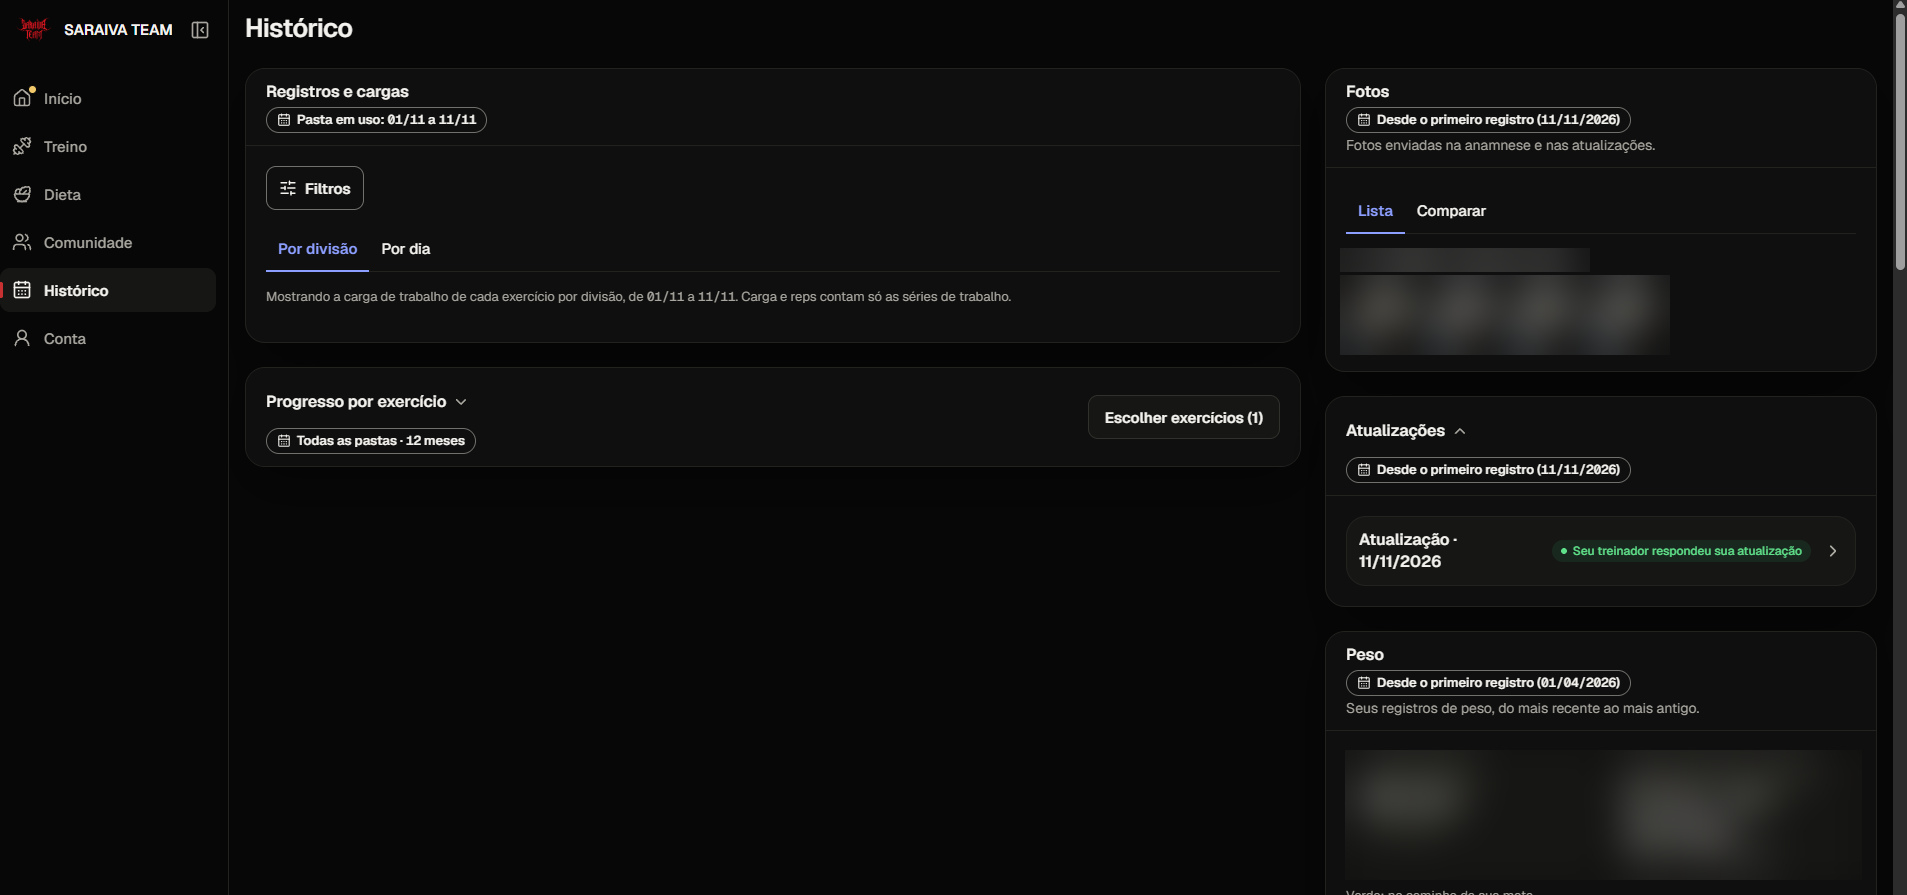 SARAIVA TEAM
Início
Treino
Dieta
Comunidade
Histórico
Conta
Histórico
Registros e cargas
Pasta em uso: 01/11 a 11/11
Filtros
Por divisão
Por dia
Mostrando a carga de trabalho de cada exercício por divisão, de 01/11 a 11/11. Carga e reps contam só as séries de trabalho.
Progresso por exercício
Todas as pastas · 12 meses
Escolher exercícios (1)
Fotos
Desde o primeiro registro (11/11/2026)
Fotos enviadas na anamnese e nas atualizações.
Lista
Comparar
Atualizações
Desde o primeiro registro (11/11/2026)
Atualização ·
11/11/2026
Seu treinador respondeu sua atualização
Peso
Desde o primeiro registro (01/04/2026)
Seus registros de peso, do mais recente ao mais antigo.